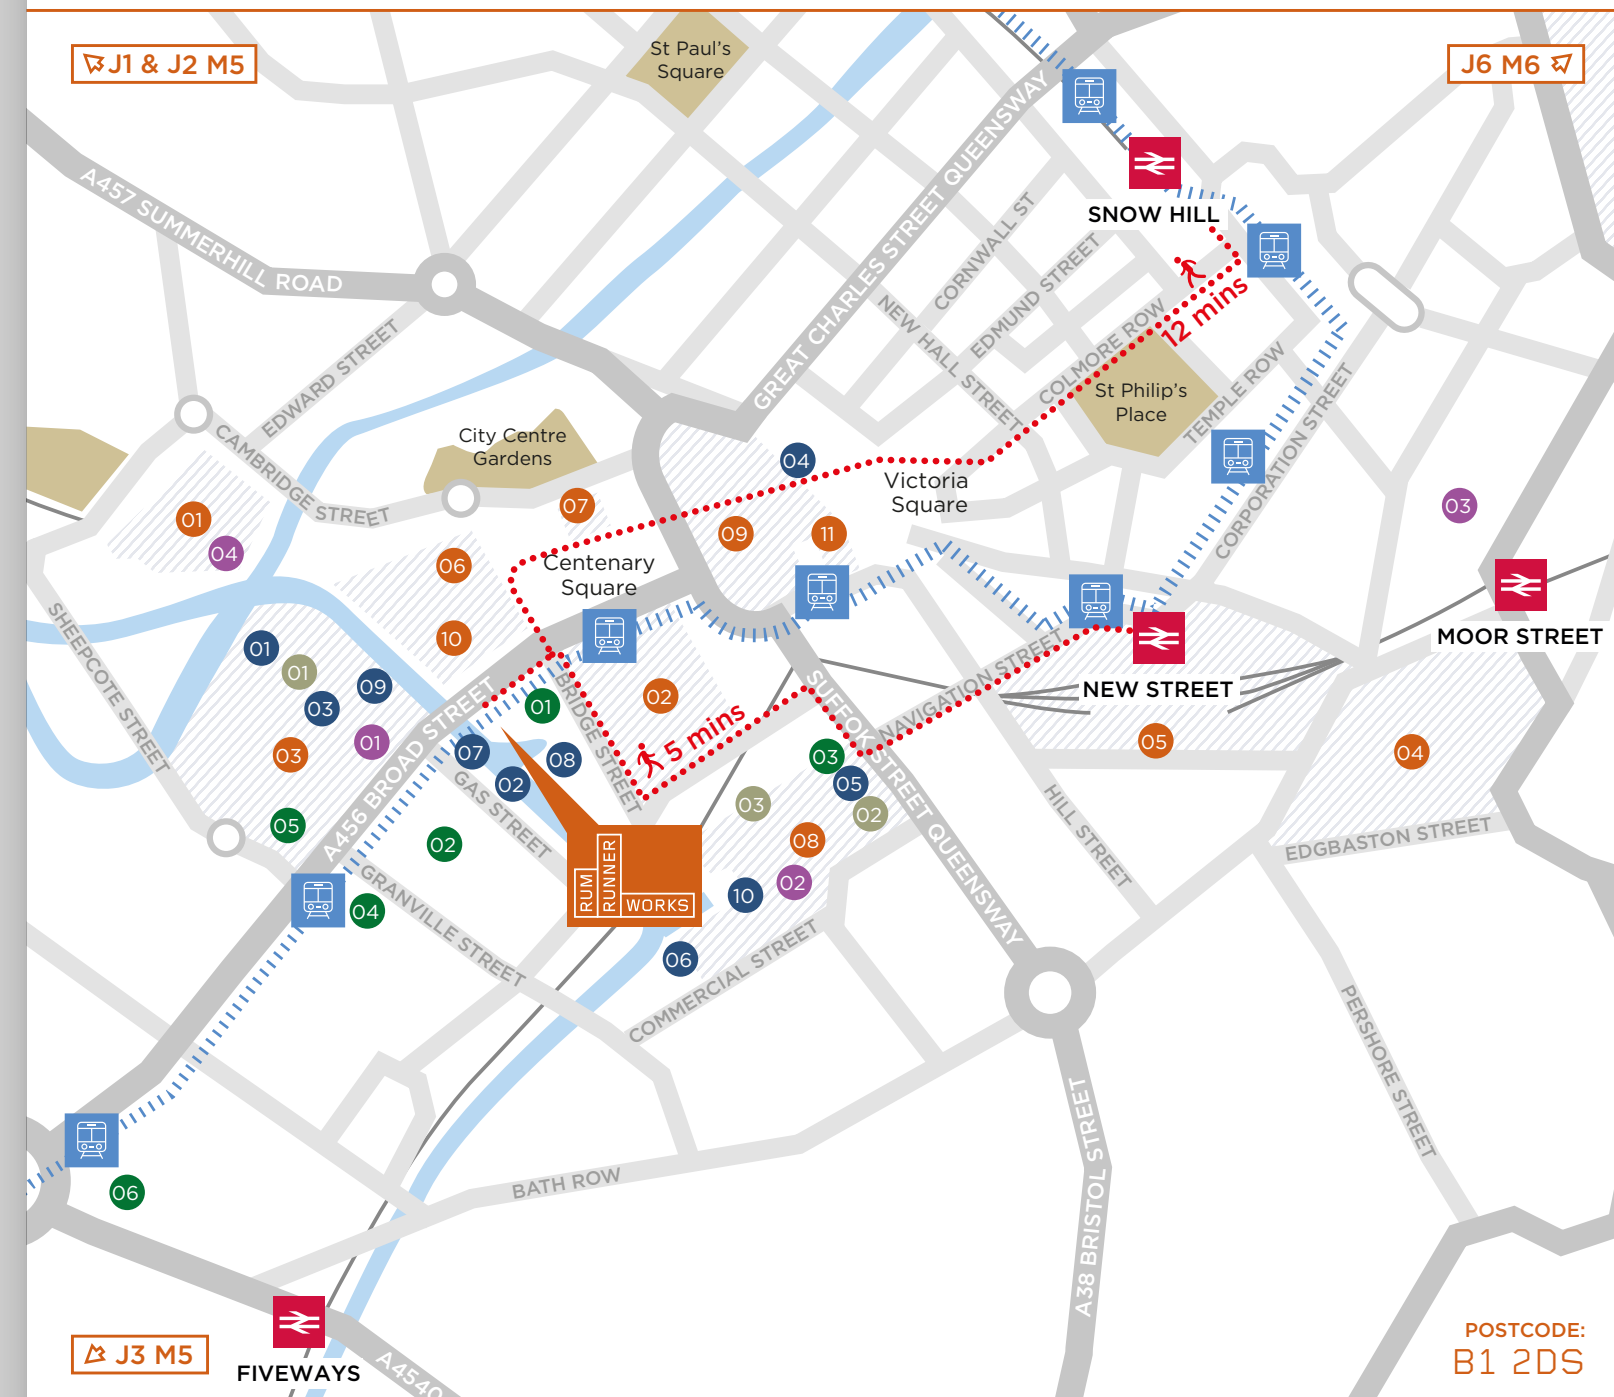 J1 & J2 M5
J6 M6
St Paul's
Square
SNOW HILL
A457 SUMMERHILL ROAD
GREAT CHARLES STREET QUEENSWAY
CORNWALL ST
EDMUND STREET
NEW HALL STREET
COLMORE ROW
12 mins
St Philip's
Place
TEMPLE ROW
CORPORATION STREET
EDWARD STREET
CAMBRIDGE STREET
City Centre
Gardens
04
Victoria
Square
07
01
04
09
11
03
06
Centenary
Square
10
MOOR STREET
SHEEPCOTE STREET
01
01
09
03
01
03
05
A456 BROAD STREET
01
BRIDGE STREET
02
5 mins
SUFFOK STREET QUEENSWAY
NAVIGATION STREET
NEW STREET
05
04
07
08
02
GAS STREET
03
05
03
02
08
02
10
HILL STREET
EDGBASTON STREET
02
04
GRANVILLE STREET
RUM
RUNNER
WORKS
06
COMMERCIAL STREET
PERSHORE STREET
06
BATH ROW
A38 BRISTOL STREET
J3 M5
FIVEWAYS
A4540
POSTCODE:
B1 2DS